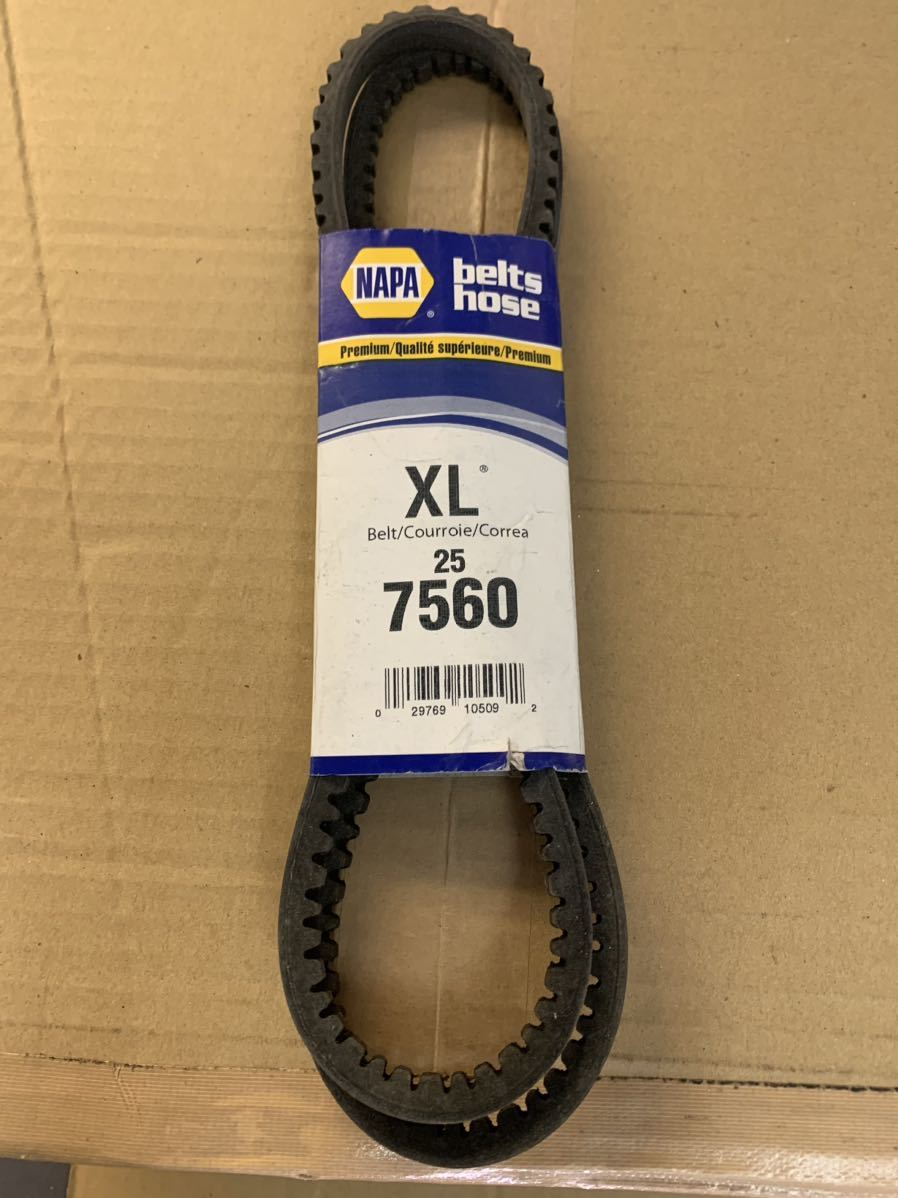 NAPA ®
belts
hose
Premium/Qualité supérieure/Premium
XL®
Belt/Courroie/Correa
25
7560
0 29769 10509 2